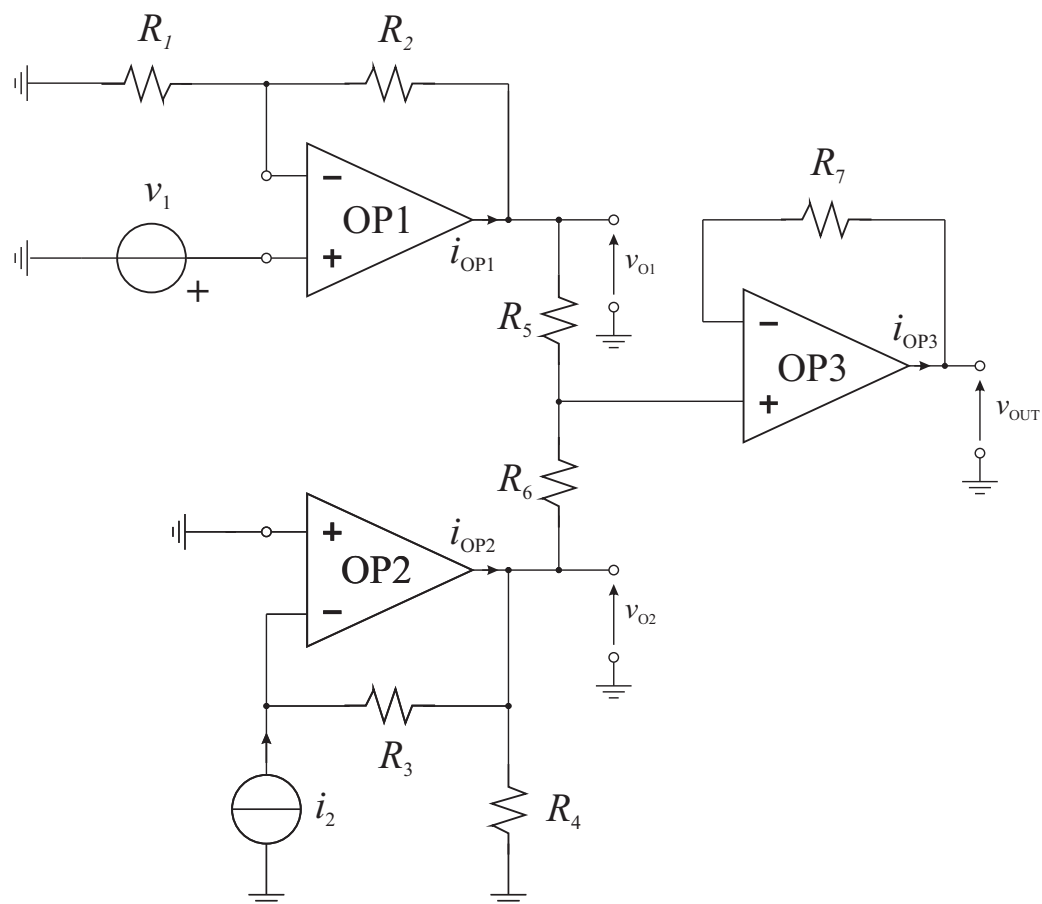 R1 R2
− OP1 +
v1 +
iOP1
vO1
R5
R7
− OP3 +
iOP3
vOUT
R6
+ OP2 −
iOP2
vO2
R3
i2
R4